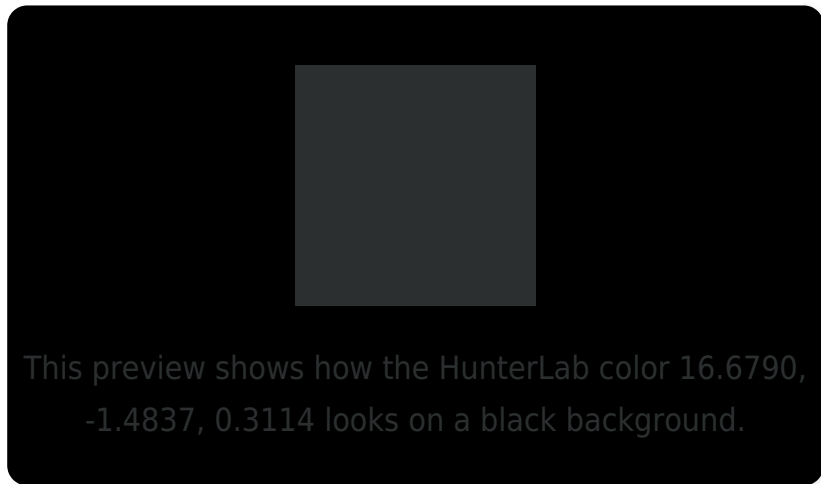 This preview shows how the HunterLab color 16.6790,
-1.4837, 0.3114 looks on a black background.